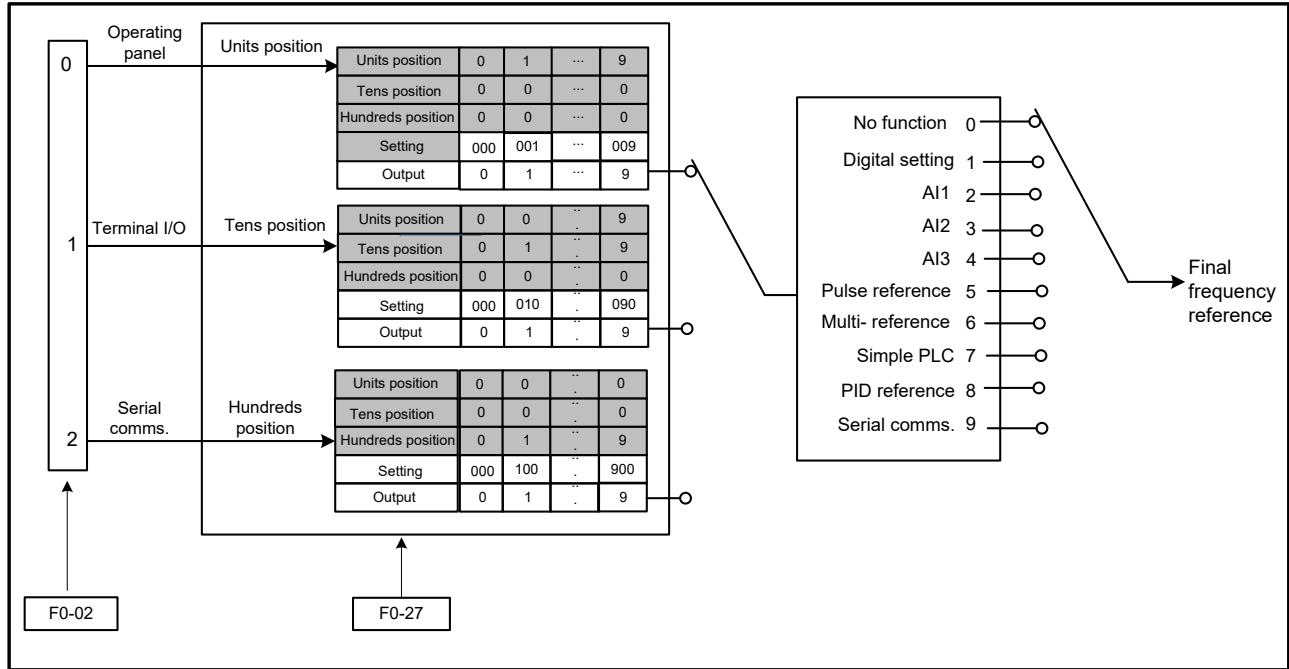 Operating
panel
Units position
0
Units position 0 1 ... 9
Tens position 0 0 ... 0
Hundreds position 0 0 ... 0
Setting 000 001 ... 009
Output 0 1 ... 9
Terminal I/O
Tens position
1
Units position 0 0 ... 9
Tens position 0 1 ... 9
Hundreds position 0 0 ... 0
Setting 000 010 ... 090
Output 0 1 ... 9
Serial
comms.
Hundreds
position
2
Units position 0 0 ... 0
Tens position 0 0 ... 0
Hundreds position 0 1 ... 9
Setting 000 100 ... 900
Output 0 1 ... 9
F0-02
F0-27
No function 0
Digital setting 1
AI1 2
AI2 3
AI3 4
Pulse reference 5
Multi- reference 6
Simple PLC 7
PID reference 8
Serial comms. 9
Final
frequency
reference